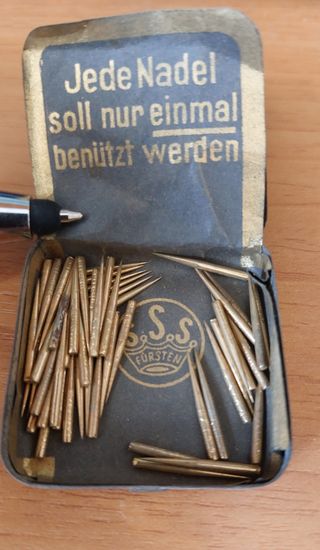 Jede Nadel
soll nur einmal
benützt werden
S S S
FÜRSTEN